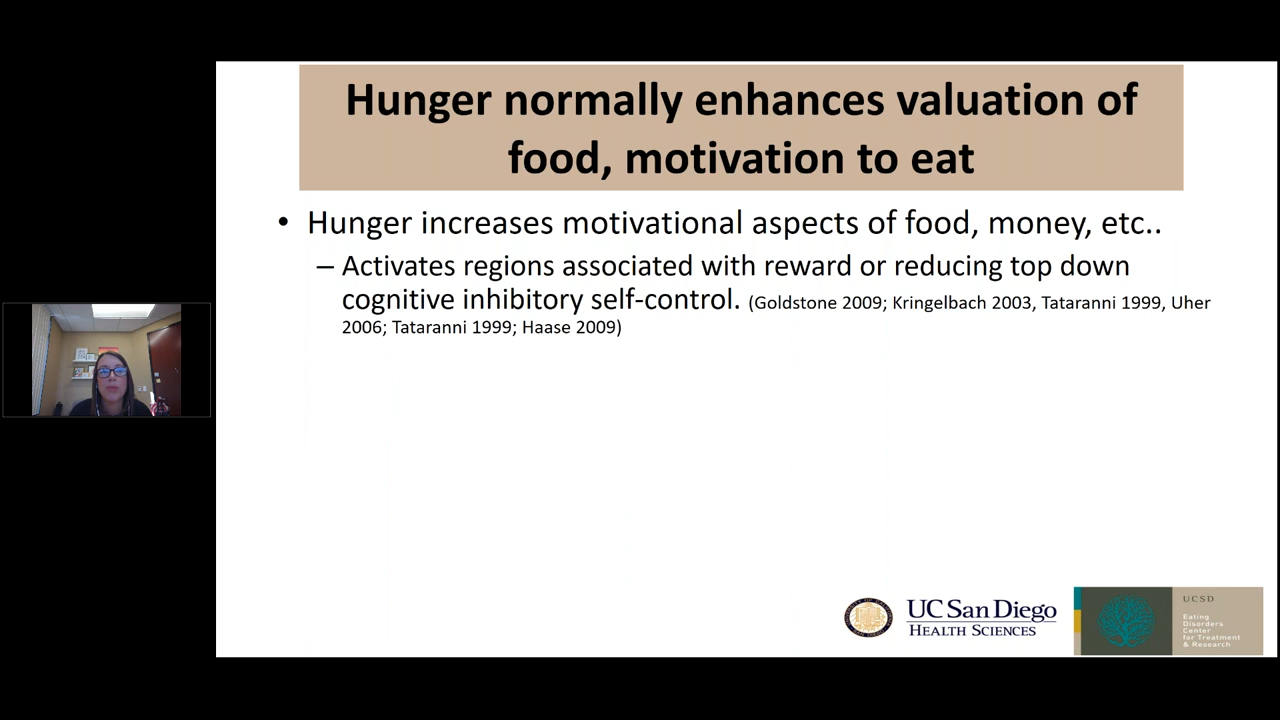 Hunger normally enhances valuation of
food, motivation to eat
• Hunger increases motivational aspects of food, money, etc..
– Activates regions associated with reward or reducing top down
cognitive inhibitory self-control. (Goldstone 2009; Kringelbach 2003, Tataranni 1999, Uher
2006; Tataranni 1999; Haase 2009)
UC San Diego
HEALTH SCIENCES
UCSD
Eating
Disorders
Center
for Treatment
& Research